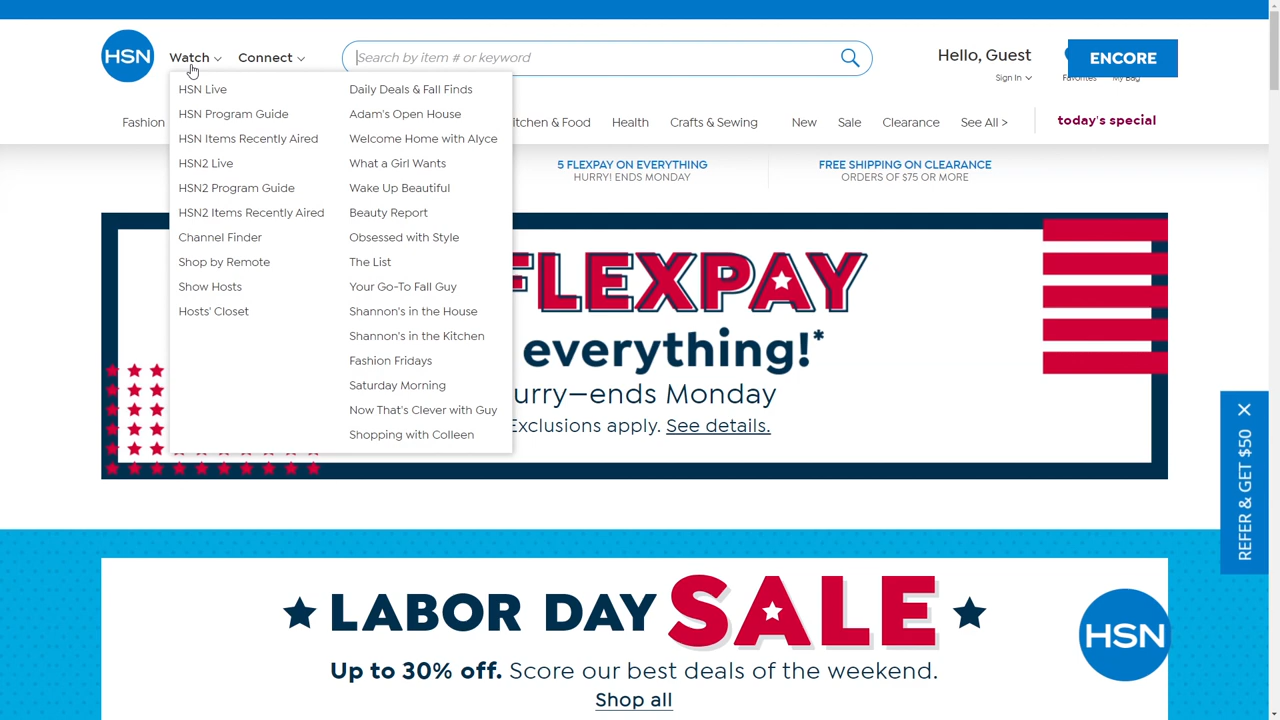 HSN
Watch
Connect
Search by item # or keyword
Hello, Guest
Sign In
Favorites
My Bag
ENCORE
HSN Live
HSN Program Guide
HSN Items Recently Aired
HSN2 Live
HSN2 Program Guide
HSN2 Items Recently Aired
Channel Finder
Shop by Remote
Show Hosts
Hosts' Closet
Daily Deals & Fall Finds
Adam's Open House
Welcome Home with Alyce
What a Girl Wants
Wake Up Beautiful
Beauty Report
Obsessed with Style
The List
Your Go-To Fall Guy
Shannon's in the House
Shannon's in the Kitchen
Fashion Fridays
Saturday Morning
Now That's Clever with Guy
Shopping with Colleen
Fashion
itchen & Food
Health
Crafts & Sewing
New
Sale
Clearance
See All >
today's special
5 FLEXPAY ON EVERYTHING
HURRY! ENDS MONDAY
FREE SHIPPING ON CLEARANCE
ORDERS OF $75 OR MORE
FLEXPAY
everything!*
urry—ends Monday
Exclusions apply. See details.
REFER & GET $50
LABOR DAY SALE
Up to 30% off. Score our best deals of the weekend.
Shop all
HSN